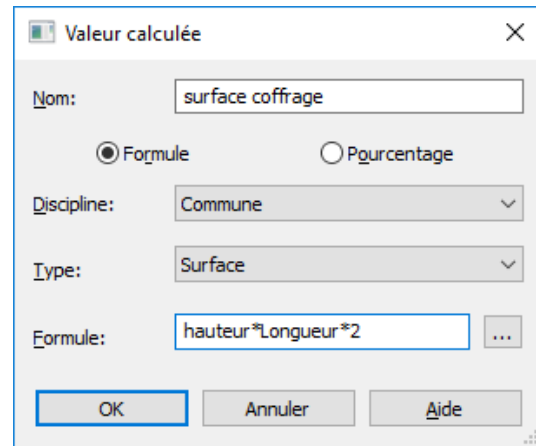 Valeur calculée
Nom: surface coffrage
Formule Pourcentage
Discipline: Commune
Type: Surface
Formule: hauteur*Longueur*2 ...
OK Annuler Aide